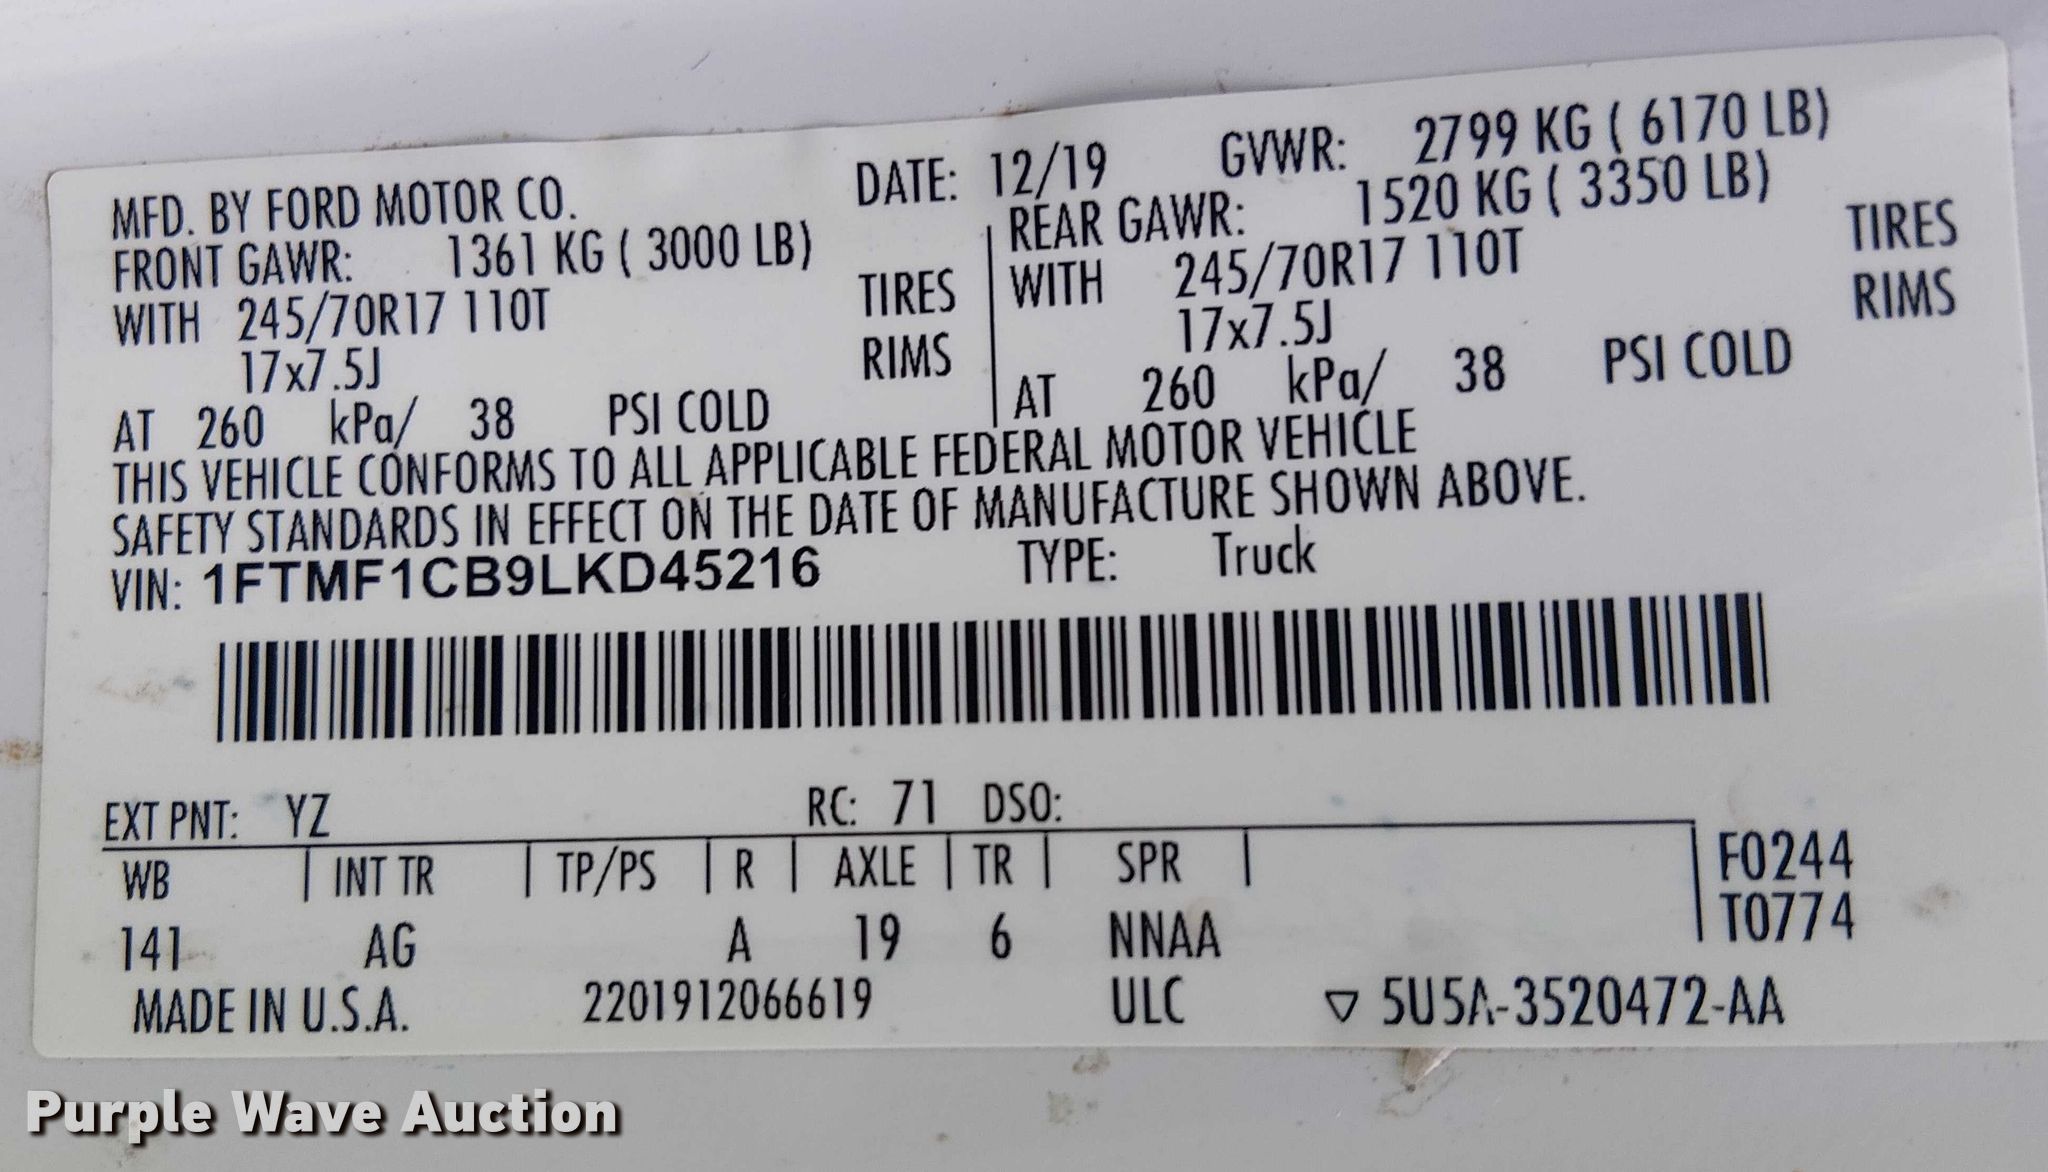 MFD. BY FORD MOTOR CO. DATE: 12/19 GVWR: 2799 KG ( 6170 LB)
FRONT GAWR: 1361 KG ( 3000 LB) REAR GAWR: 1520 KG ( 3350 LB)
WITH 245/70R17 110T TIRES WITH 245/70R17 110T TIRES
17x7.5J RIMS 17x7.5J RIMS
AT 260 kPa/ 38 PSI COLD AT 260 kPa/ 38 PSI COLD
THIS VEHICLE CONFORMS TO ALL APPLICABLE FEDERAL MOTOR VEHICLE
SAFETY STANDARDS IN EFFECT ON THE DATE OF MANUFACTURE SHOWN ABOVE.
VIN: 1FTMF1CB9LKD45216 TYPE: Truck
EXT PNT: YZ RC: 71 DSO:
WB INT TR TP/PS R AXLE TR SPR F0244
141 AG A 19 6 NNAA T0774
MADE IN U.S.A. 2201912066619 ULC ▽ 5U5A-3520472-AA
Purple Wave Auction